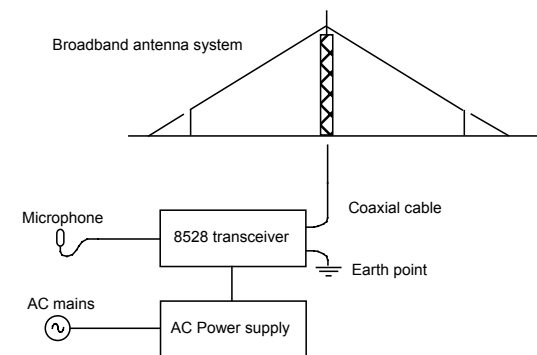 Broadband antenna system
Coaxial cable
Microphone
8528 transceiver
Earth point
AC mains
AC Power supply